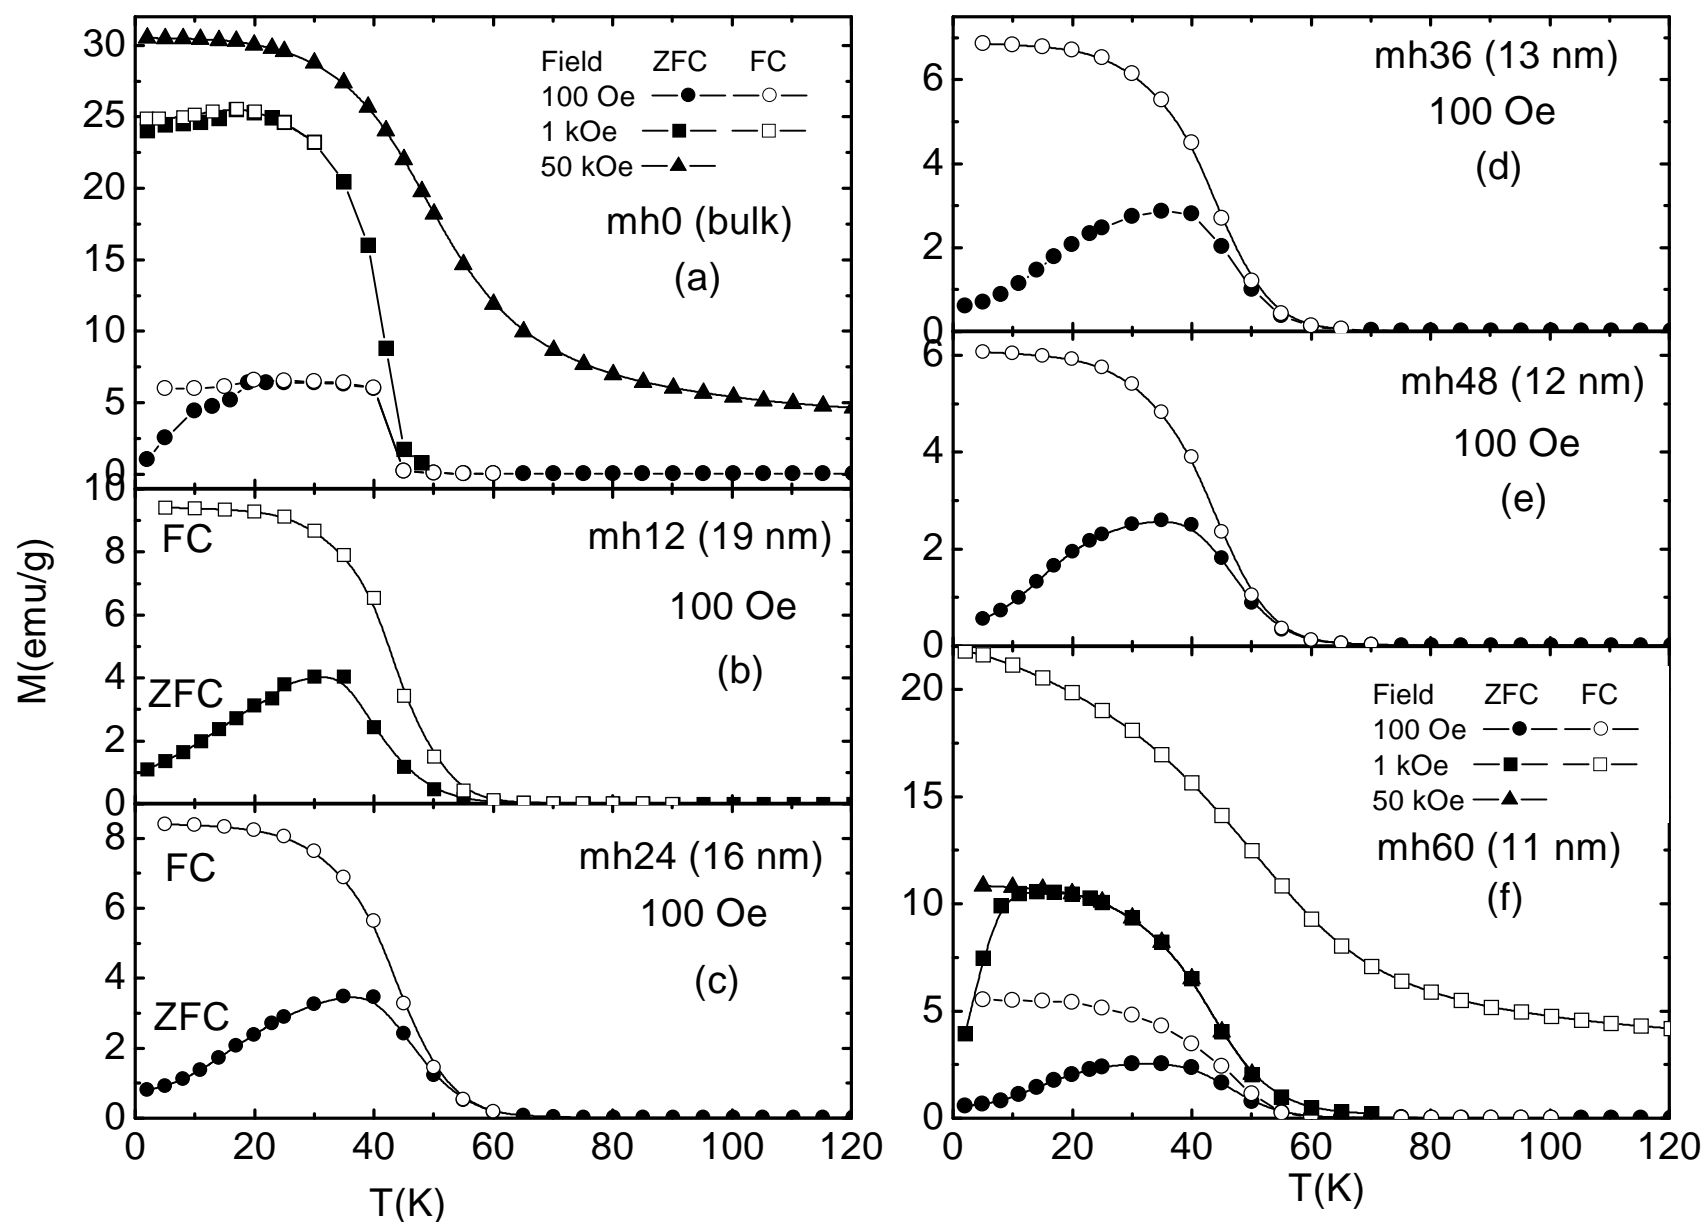 M(emu/g)
30
25
20
15
10
5
0
Field ZFC FC
100 Oe
1 kOe
50 kOe
mh0 (bulk)
(a)
10
8
6
4
2
0
FC
ZFC
mh12 (19 nm)
100 Oe
(b)
8
6
4
2
0
FC
ZFC
mh24 (16 nm)
100 Oe
(c)
0 20 40 60 80 100 120
T(K)
6
4
2
0
mh36 (13 nm)
100 Oe
(d)
6
4
2
0
mh48 (12 nm)
100 Oe
(e)
20
15
10
5
0
Field ZFC FC
100 Oe
1 kOe
50 kOe
mh60 (11 nm)
(f)
0 20 40 60 80 100 120
T(K)